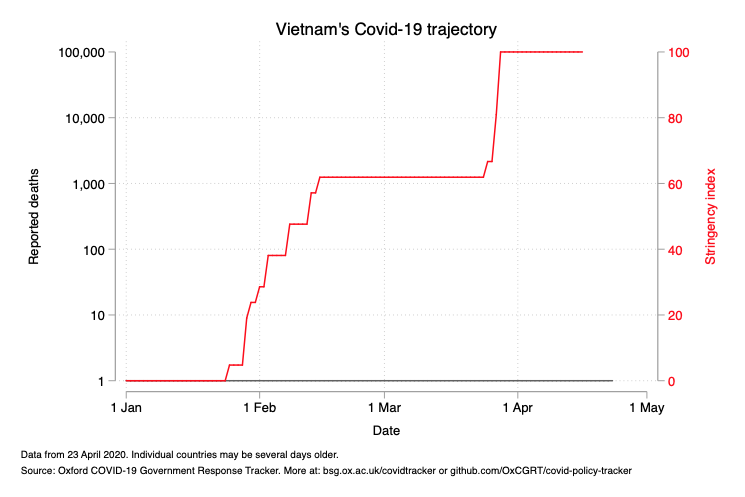 Vietnam's Covid-19 trajectory
100,000
10,000
1,000
100
10
1
Reported deaths
100
80
60
40
20
0
Stringency index
1 Jan 1 Feb 1 Mar 1 Apr 1 May
Date
Data from 23 April 2020. Individual countries may be several days older.
Source: Oxford COVID-19 Government Response Tracker. More at: bsg.ox.ac.uk/covidtracker or github.com/OxCGRT/covid-policy-tracker